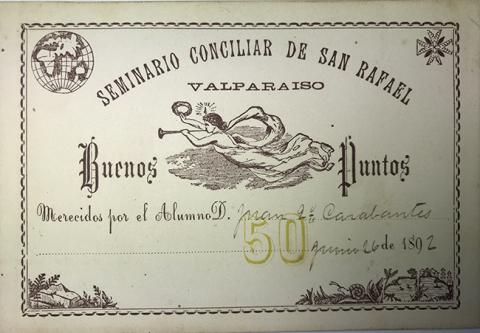 SEMINARIO CONCILIAR DE SAN RAFAEL
VALPARAISO
Buenos Puntos
Merecidos por el Alumno D. Juan 2º Carabantes
50
Junio 26 de 1892